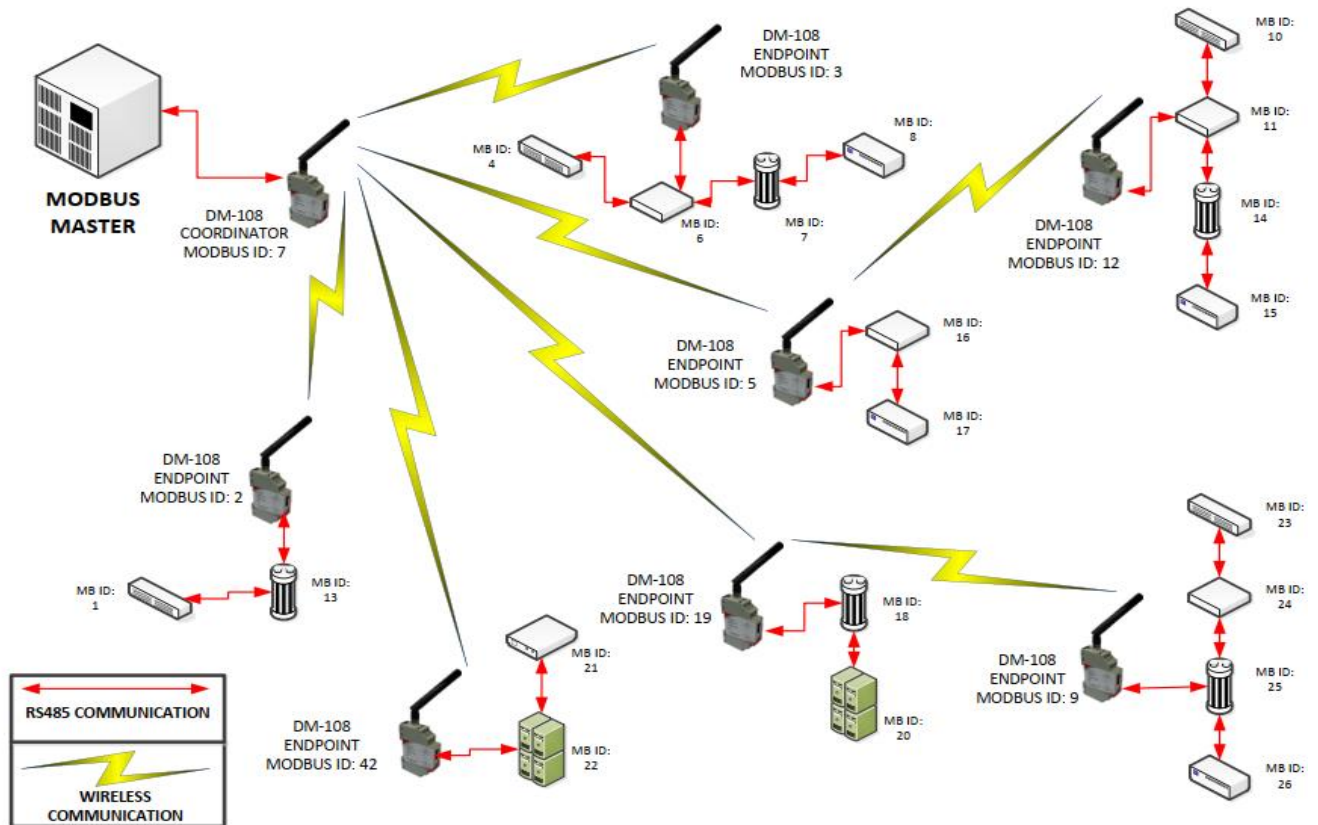 MODBUS
MASTER
DM-108
COORDINATOR
MODBUS ID: 7
DM-108
ENDPOINT
MODBUS ID: 3
MB ID:
4
MB ID:
6
MB ID:
7
MB ID:
8
MB ID:
10
MB ID:
11
DM-108
ENDPOINT
MODBUS ID: 12
MB ID:
14
MB ID:
15
DM-108
ENDPOINT
MODBUS ID: 5
MB ID:
16
MB ID:
17
DM-108
ENDPOINT
MODBUS ID: 2
MB ID:
1
MB ID:
13
DM-108
ENDPOINT
MODBUS ID: 42
MB ID:
21
MB ID:
22
DM-108
ENDPOINT
MODBUS ID: 19
MB ID:
18
MB ID:
20
DM-108
ENDPOINT
MODBUS ID: 9
MB ID:
23
MB ID:
24
MB ID:
25
MB ID:
26
RS485 COMMUNICATION
WIRELESS
COMMUNICATION